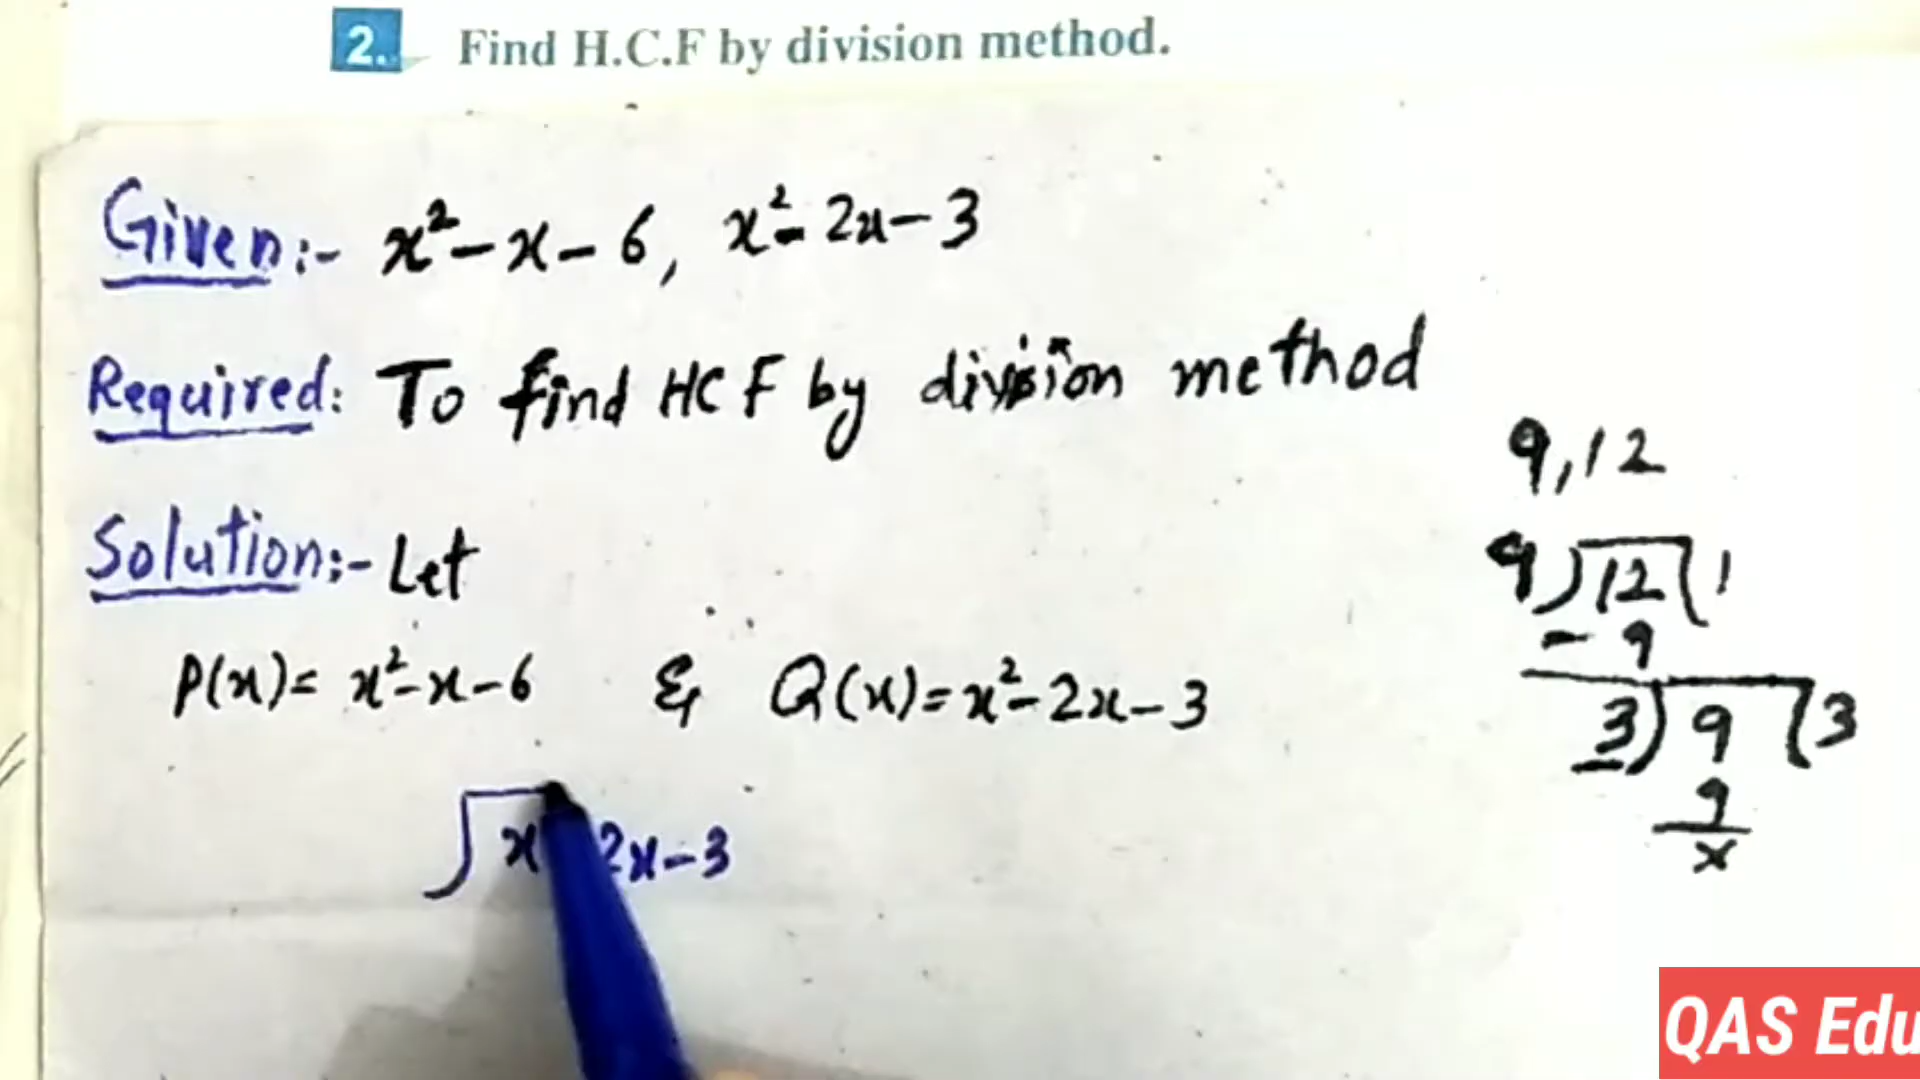 2. Find H.C.F by division method.
Given:- x²-x-6, x²-2x-3
Required: To find HCF by division method
Solution:- Let
P(x)= x²-x-6 & Q(x)=x²-2x-3
x 2x-3
9,12
9)12(1
-9
3)9(3
9
x
QAS Edu